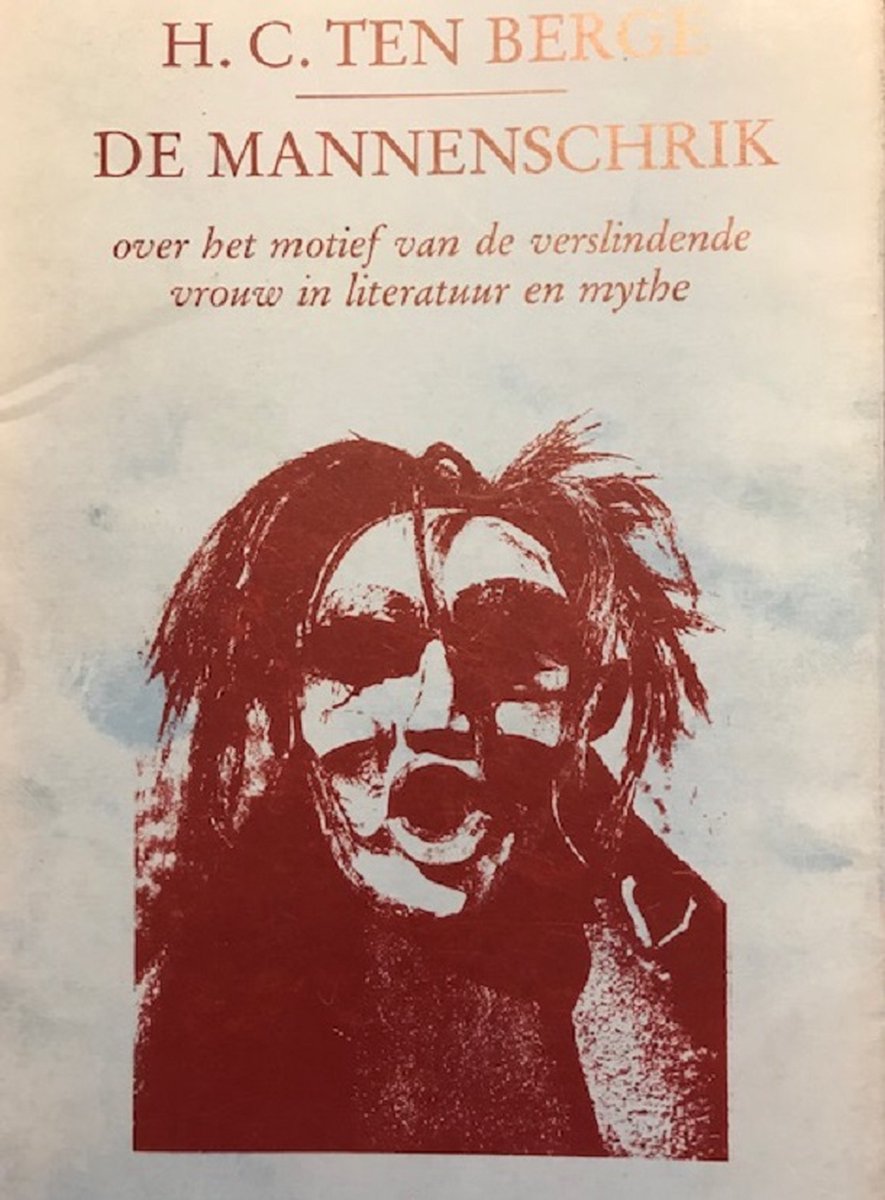 H. C. TEN BERGE
DE MANNENSCHRIK
over het motief van de verslindende
vrouw in literatuur en mythe